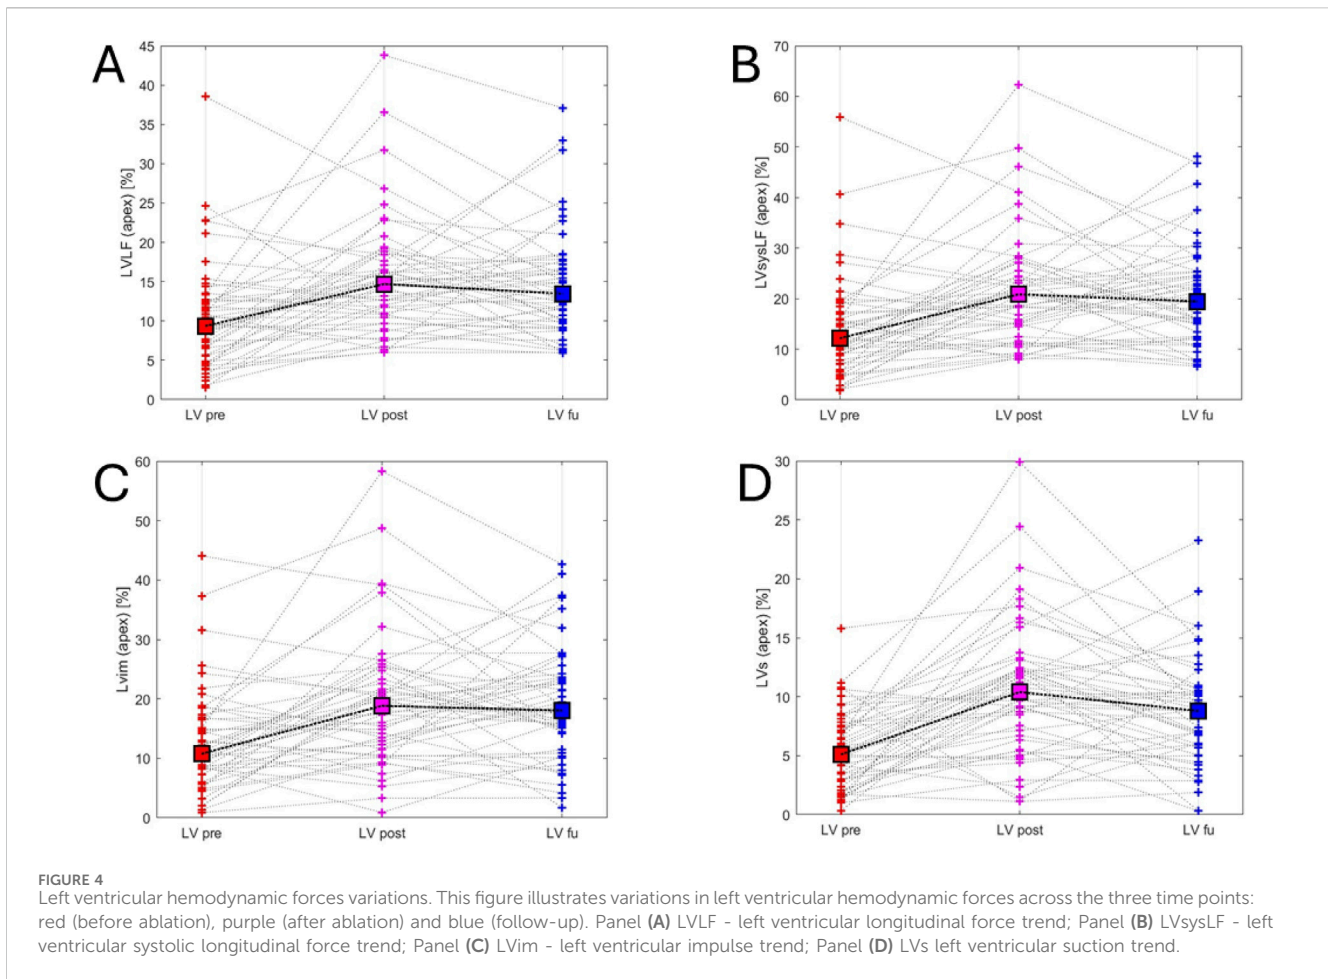 A
45
40
35
30
25
20
15
10
5
0
LVLF (apex) [%]
LV pre
LV post
LV fu
B
70
60
50
40
30
20
10
0
LVsysLF (apex) [%]
LV pre
LV post
LV fu
C
60
50
40
30
20
10
0
Lvim (apex) [%]
LV pre
LV post
LV fu
D
30
25
20
15
10
5
0
LVs (apex) [%]
LV pre
LV post
LV fu
FIGURE 4
Left ventricular hemodynamic forces variations. This figure illustrates variations in left ventricular hemodynamic forces across the three time points:
red (before ablation), purple (after ablation) and blue (follow-up). Panel (A) LVLF - left ventricular longitudinal force trend; Panel (B) LVsysLF - left
ventricular systolic longitudinal force trend; Panel (C) LVim - left ventricular impulse trend; Panel (D) LVs left ventricular suction trend.